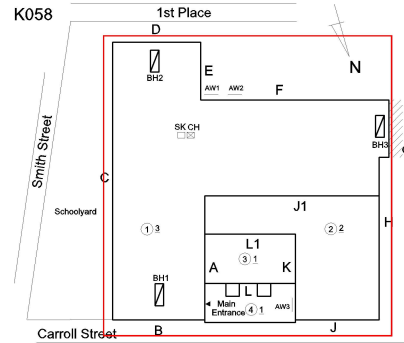 K058
1st Place
D
E
N
BH2
AW1 AW2
F
SK CH
BH3
Smith Street
C
Schoolyard
J1
H
1 3
2 2
L1
3 1
A
K
BH1
L
Main
Entrance
4 1
AW3
Carroll Street
B
J